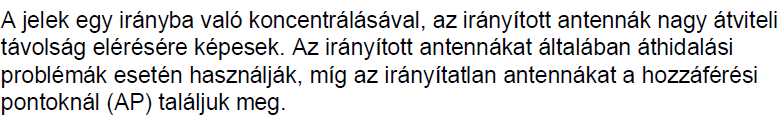 A jelek egy irányba való koncentrálásával, az irányított antennák nagy átviteli
távolság elérésére képesek. Az irányított antennákat általában áthidalási
problémák esetén használják, míg az irányítatlan antennákat a hozzáférési
pontoknál (AP) találjuk meg.